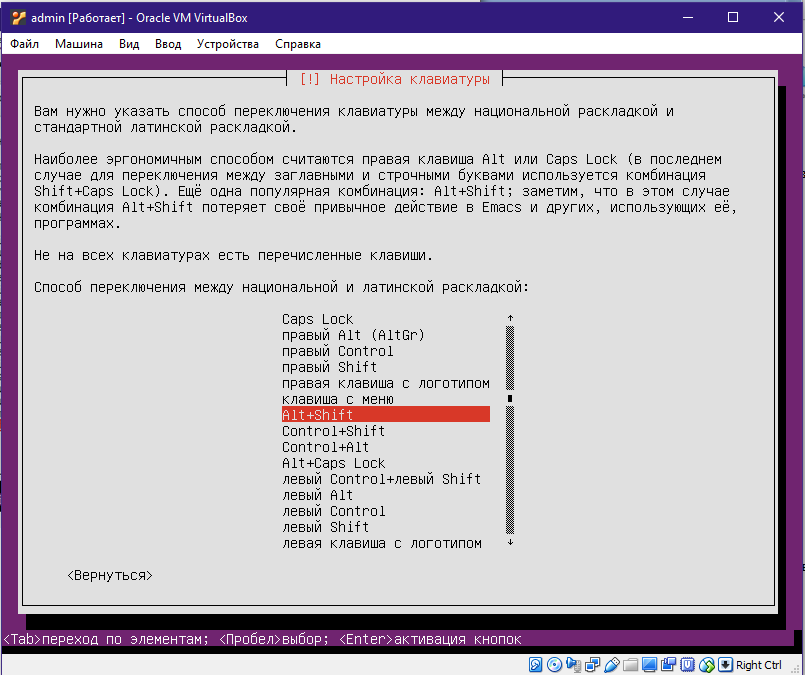 admin [Работает] - Oracle VM VirtualBox
Файл Машина Вид Ввод Устройства Справка
[!] Настройка клавиатуры
Вам нужно указать способ переключения клавиатуры между национальной раскладкой и
стандартной латинской раскладкой.
Наиболее эргономичным способом считаются правая клавиша Alt или Caps Lock (в последнем
случае для переключения между заглавными и строчными буквами используется комбинация
Shift+Caps Lock). Ещё одна популярная комбинация: Alt+Shift; заметим, что в этом случае
комбинация Alt+Shift потеряет своё привычное действие в Emacs и других, использующих её,
программах.
Не на всех клавиатурах есть перечисленные клавиши.
Способ переключения между национальной и латинской раскладкой:
Caps Lock
правый Alt (AltGr)
правый Control
правый Shift
правая клавиша с логотипом
клавиша с меню
Alt+Shift
Control+Shift
Control+Alt
Alt+Caps Lock
левый Control+левый Shift
левый Alt
левый Control
левый Shift
левая клавиша с логотипом
<Вернуться>
<Tab>переход по элементам; <Пробел>выбор; <Enter>активация кнопок
Right Ctrl